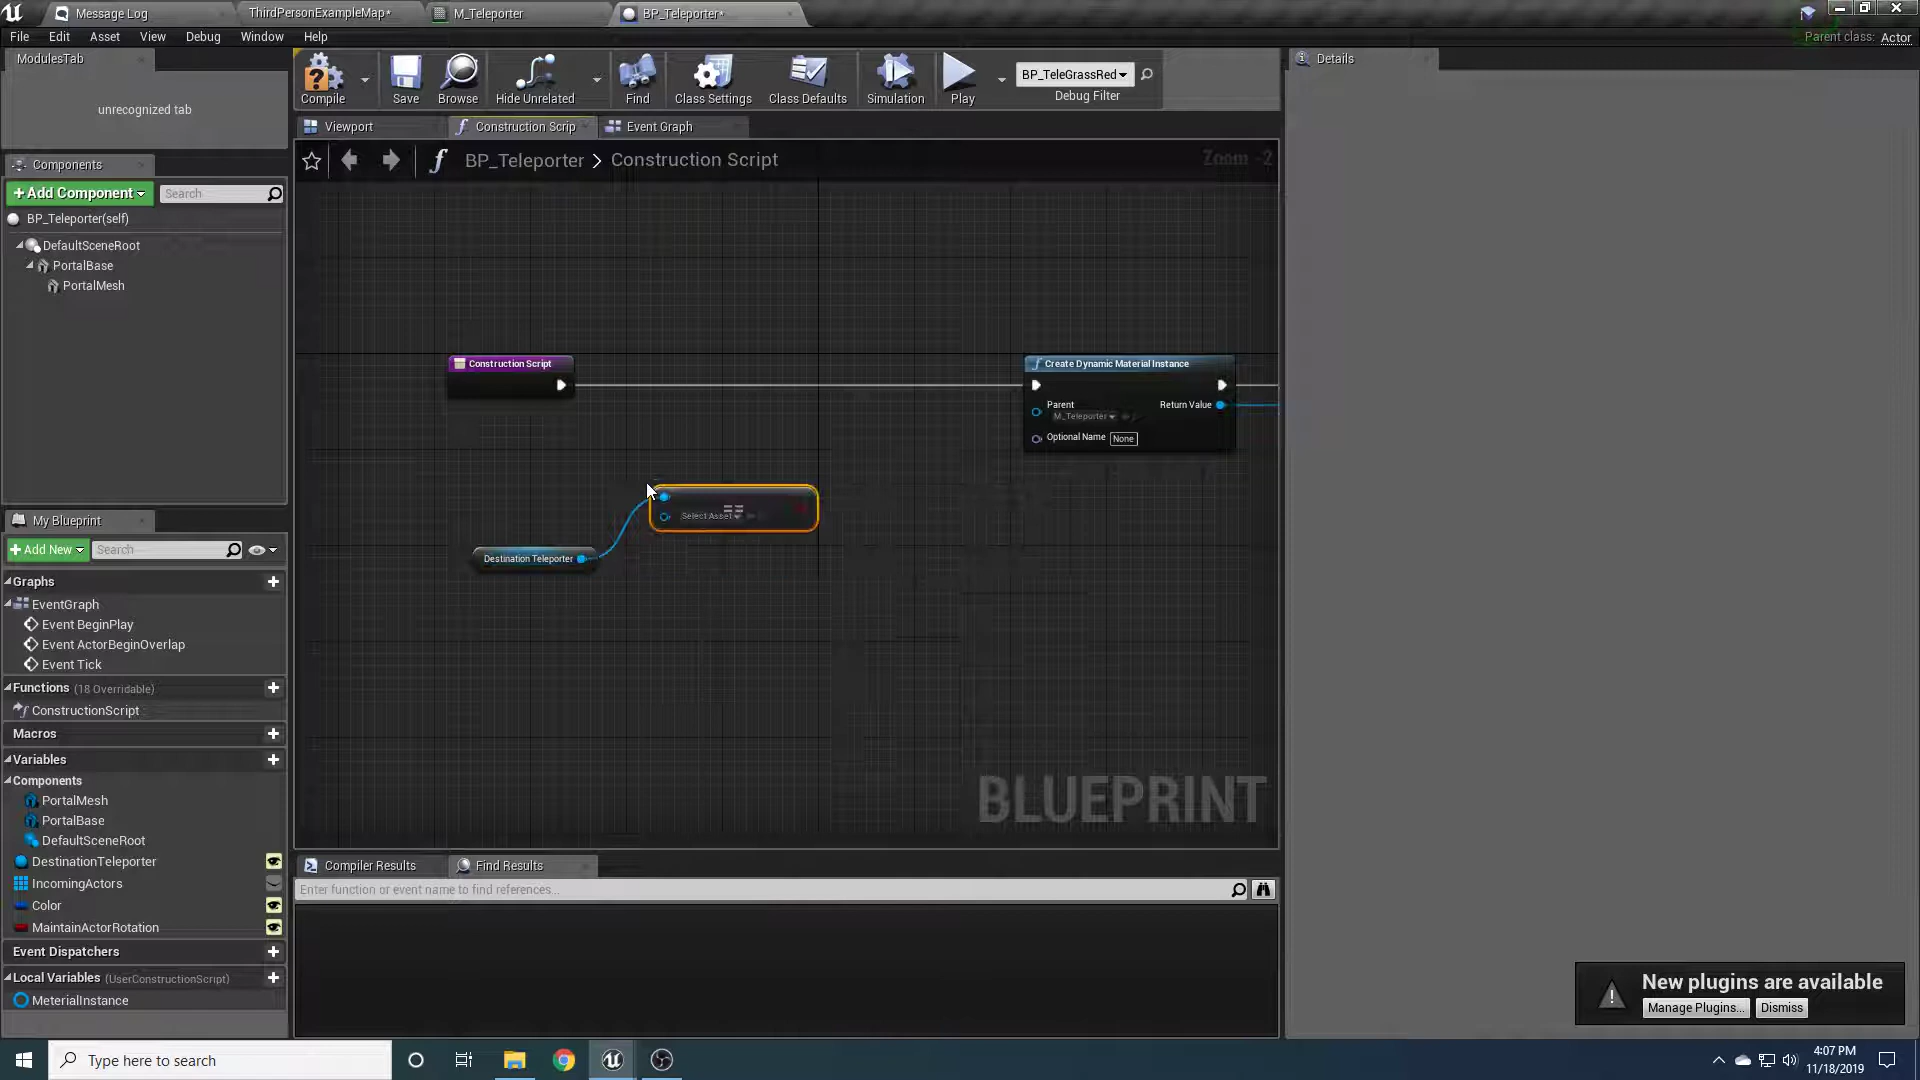 Message Log
ThirdPersonExampleMap*
M_Teleporter
BP_Teleporter*
File Edit Asset View Debug Window Help
Parent class: Actor
ModulesTab
unrecognized tab
Compile
Save
Browse
Hide Unrelated
Find
Class Settings
Class Defaults
Simulation
Play
BP_TeleGrassRed
Debug Filter
Details
Viewport
Construction Scrip
Event Graph
BP_Teleporter > Construction Script
Zoom -2
Components
+Add Component
Search
BP_Teleporter(self)
DefaultSceneRoot
PortalBase
PortalMesh
Construction Script
Create Dynamic Material Instance
Parent
M_Teleporter
Return Value
Optional Name None
==
Select Asset
Destination Teleporter
BLUEPRINT
My Blueprint
+Add New
Search
Graphs
EventGraph
Event BeginPlay
Event ActorBeginOverlap
Event Tick
Functions (18 Overridable)
ConstructionScript
Macros
Variables
Components
PortalMesh
PortalBase
DefaultSceneRoot
DestinationTeleporter
IncomingActors
Color
MaintainActorRotation
Event Dispatchers
Local Variables (UserConstructionScript)
MeterialInstance
Compiler Results
Find Results
Enter function or event name to find references...
New plugins are available
Manage Plugins...
Dismiss
Type here to search
4:07 PM
11/18/2019